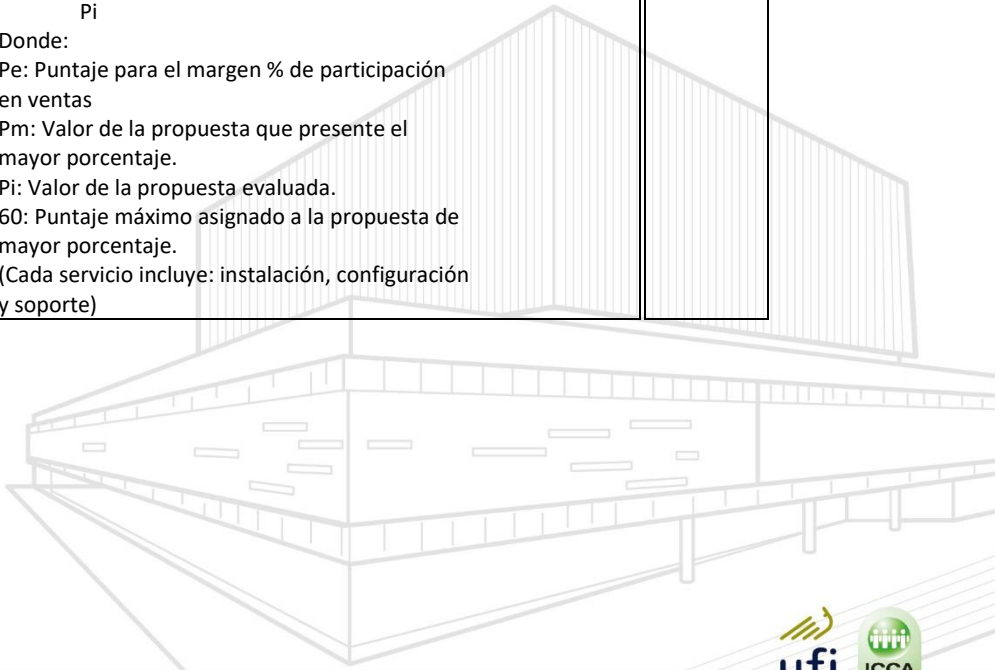 Pi
Donde:
Pe: Puntaje para el margen % de participación
en ventas
Pm: Valor de la propuesta que presente el
mayor porcentaje.
Pi: Valor de la propuesta evaluada.
60: Puntaje máximo asignado a la propuesta de
mayor porcentaje.
(Cada servicio incluye: instalación, configuración
y soporte)
ufi
ICCA